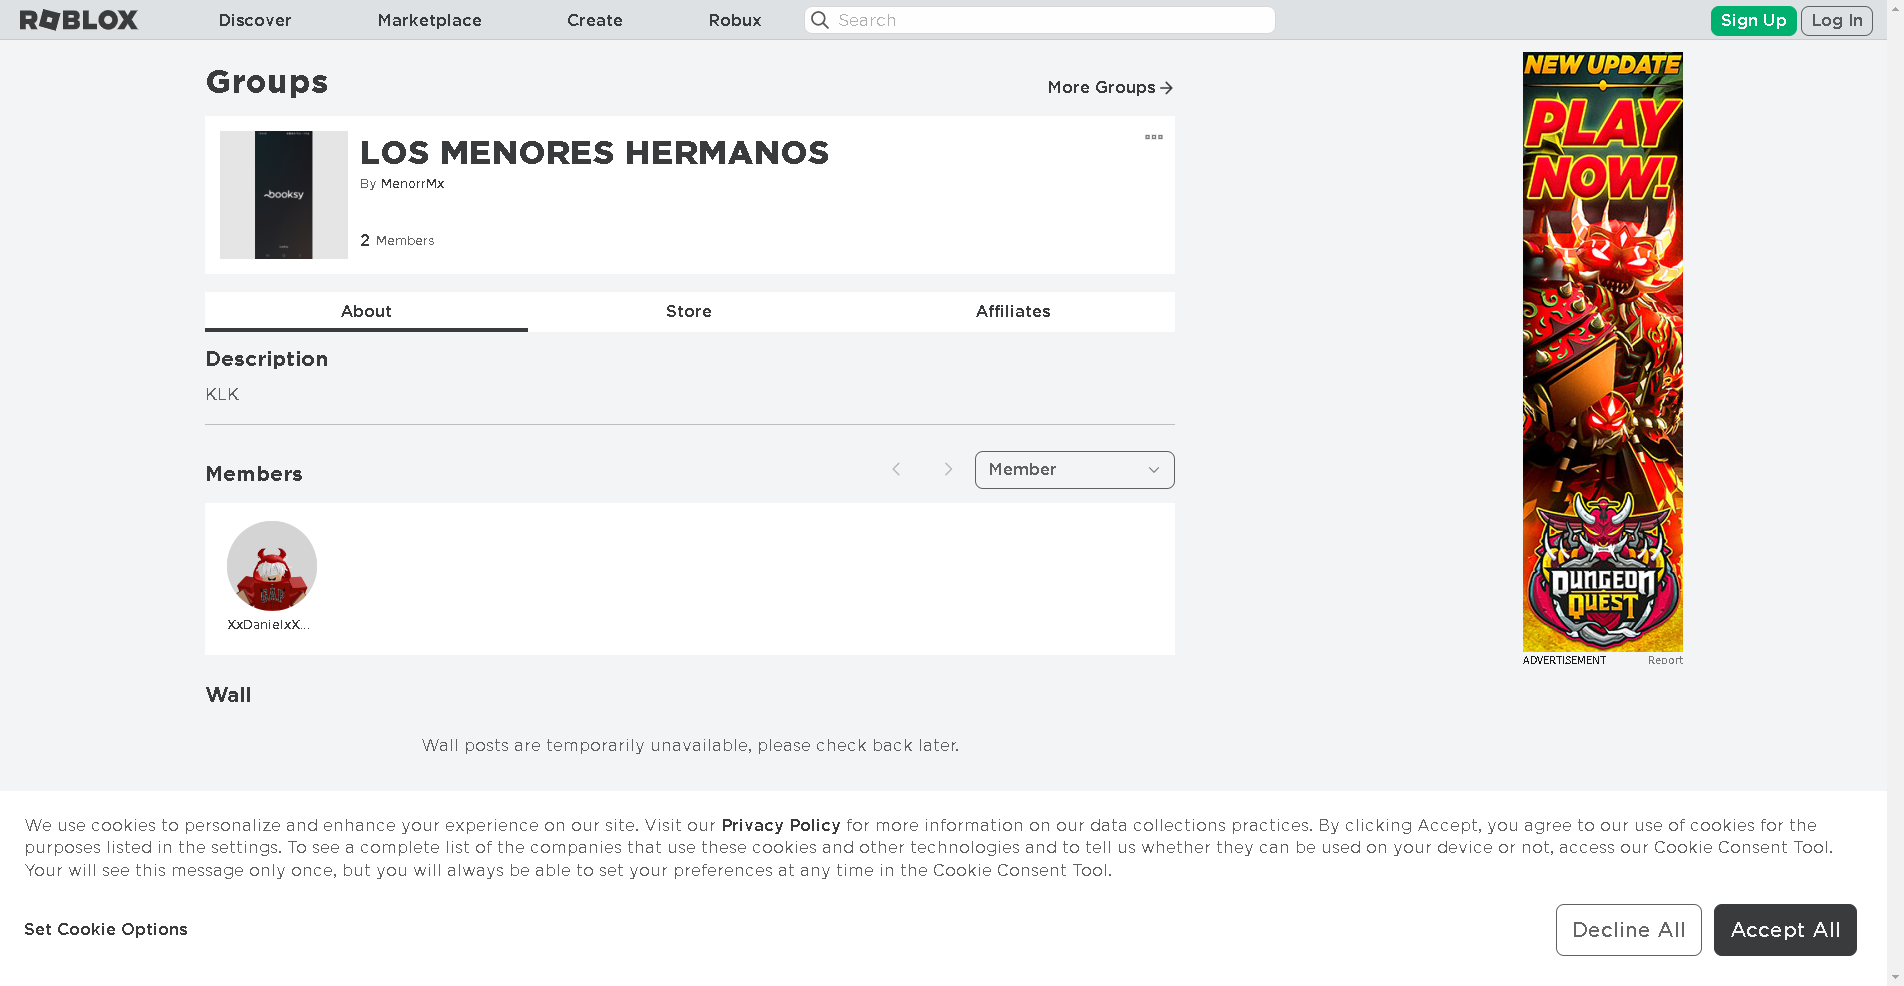 ROBLOX
Discover
Marketplace
Create
Robux
Search
Sign Up
Log In
Groups
More Groups
~booksy
LOS MENORES HERMANOS
By MenorrMx
2 Members
About
Store
Affiliates
Description
KLK
Members
Member
GAP
XxDanielxX...
Wall
Wall posts are temporarily unavailable, please check back later.
NEW UPDATE
PLAY
NOW!
DUNGEON
QUEST
ADVERTISEMENT
Report
We use cookies to personalize and enhance your experience on our site. Visit our Privacy Policy for more information on our data collections practices. By clicking Accept, you agree to our use of cookies for the
purposes listed in the settings. To see a complete list of the companies that use these cookies and other technologies and to tell us whether they can be used on your device or not, access our Cookie Consent Tool.
Your will see this message only once, but you will always be able to set your preferences at any time in the Cookie Consent Tool.
Set Cookie Options
Decline All
Accept All